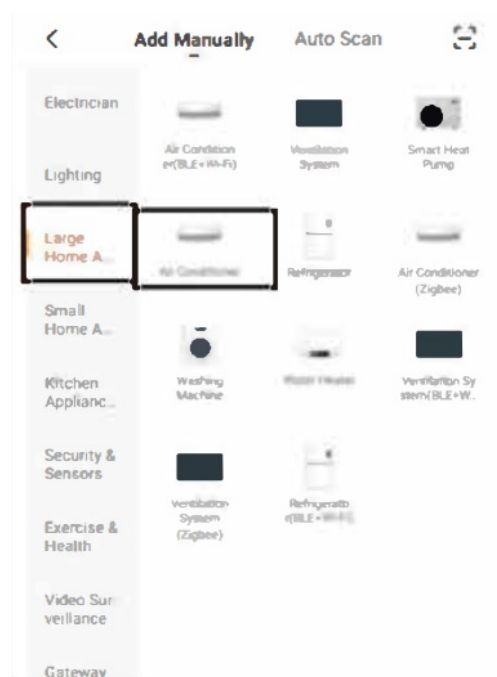 Add Manually
Auto Scan
Electrician
Lighting
Large
Home A...
Small
Home A...
Kitchen
Applianc...
Security &
Sensors
Exercise &
Health
Video Sur
veillance
Gateway
Air Condition
er(BLE+Wi-Fi)
Ventilation
System
Smart Heat
Pump
Air Conditioner
Refrigerator
Air Conditioner
(Zigbee)
Washing
Machine
Water Heater
Ventilation Sy
stem(BLE+W...
Ventilation
System
(Zigbee)
Refrigerato
r(BLE+Wi-Fi)